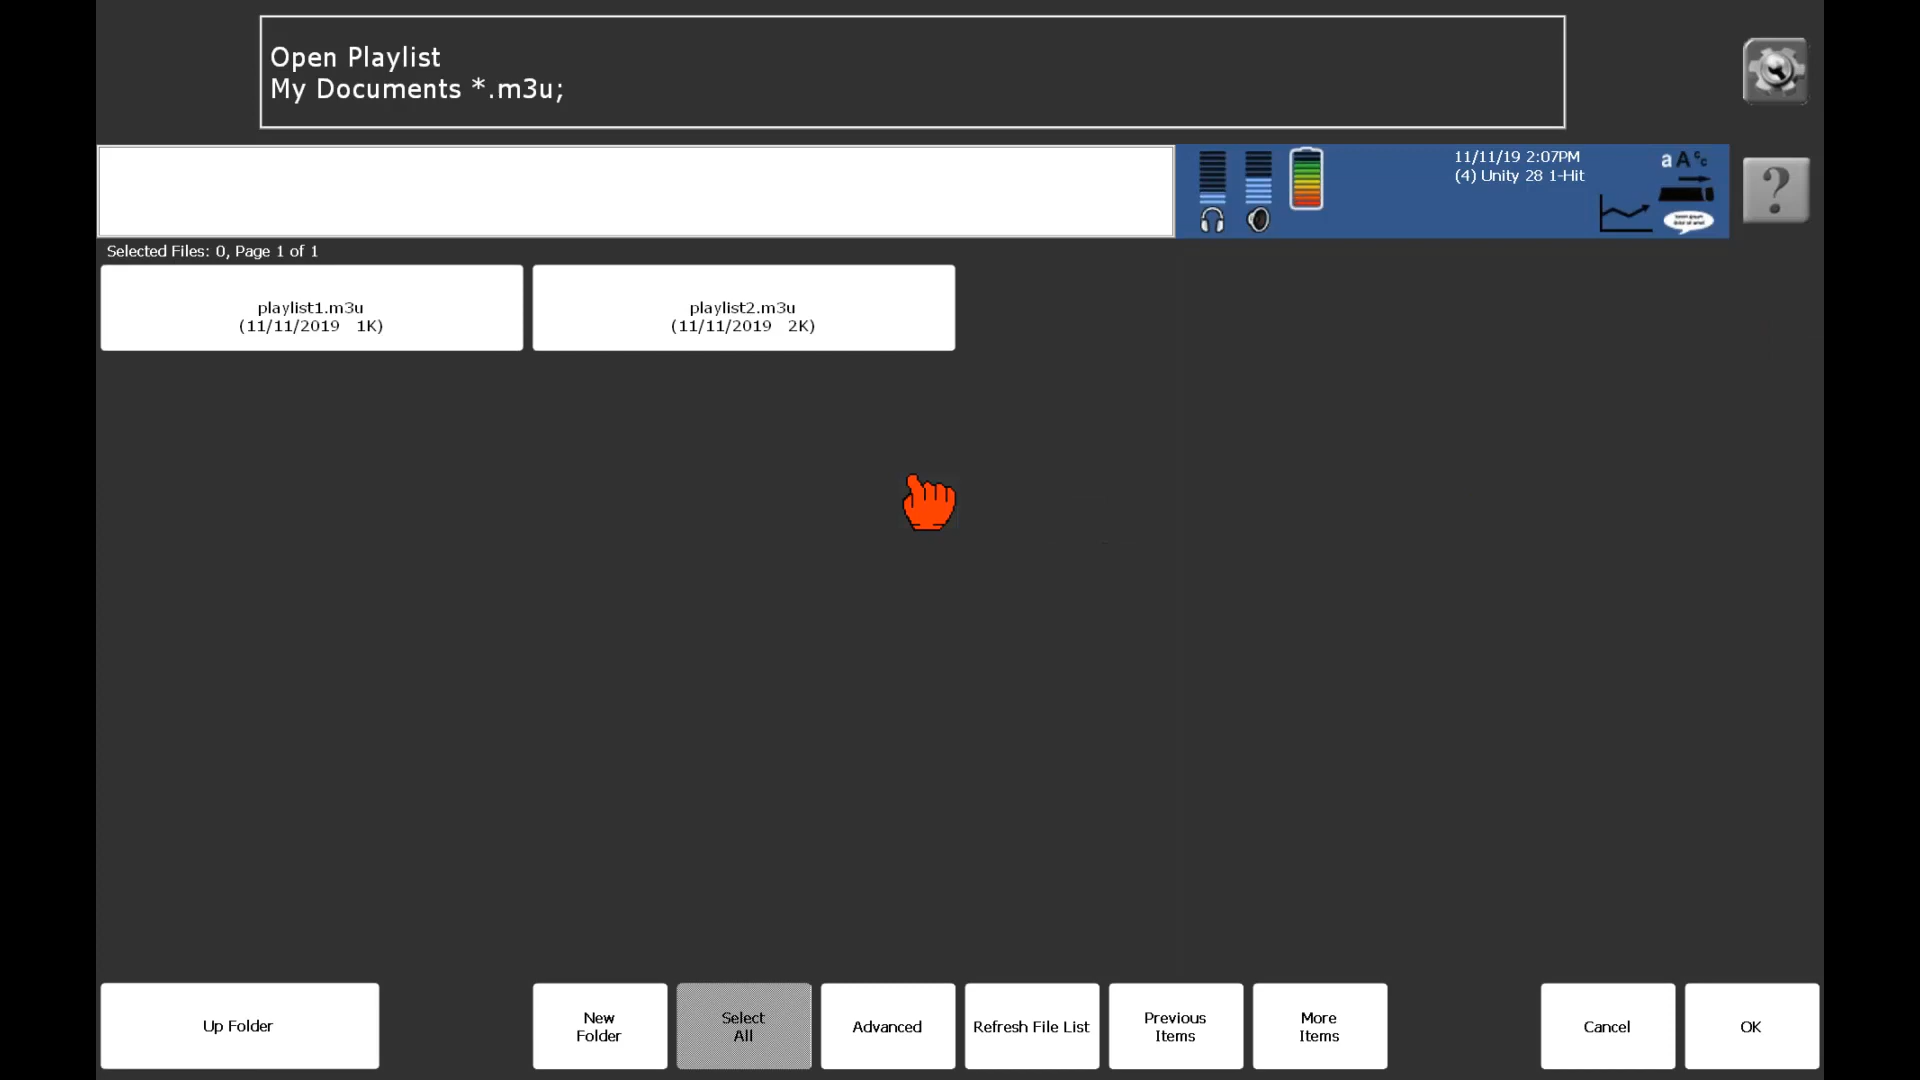 Open Playlist
My Documents *.m3u;
11/11/19 2:07PM
(4) Unity 28 1-Hit
a A c c
?
Selected Files: 0, Page 1 of 1
playlist1.m3u
(11/11/2019 1K)
playlist2.m3u
(11/11/2019 2K)
Up Folder
New
Folder
Select
All
Advanced
Refresh File List
Previous
Items
More
Items
Cancel
OK